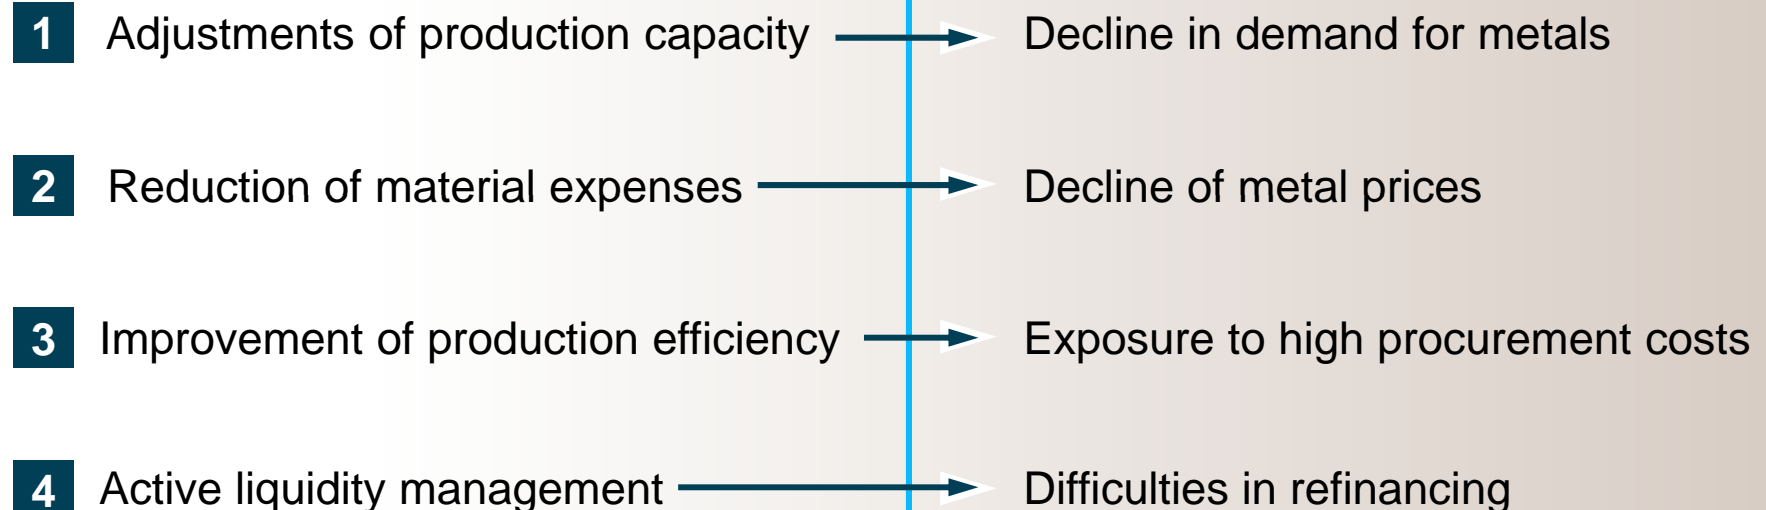 1 Adjustments of production capacity Decline in demand for metals
2 Reduction of material expenses Decline of metal prices
3 Improvement of production efficiency Exposure to high procurement costs
4 Active liquidity management Difficulties in refinancing